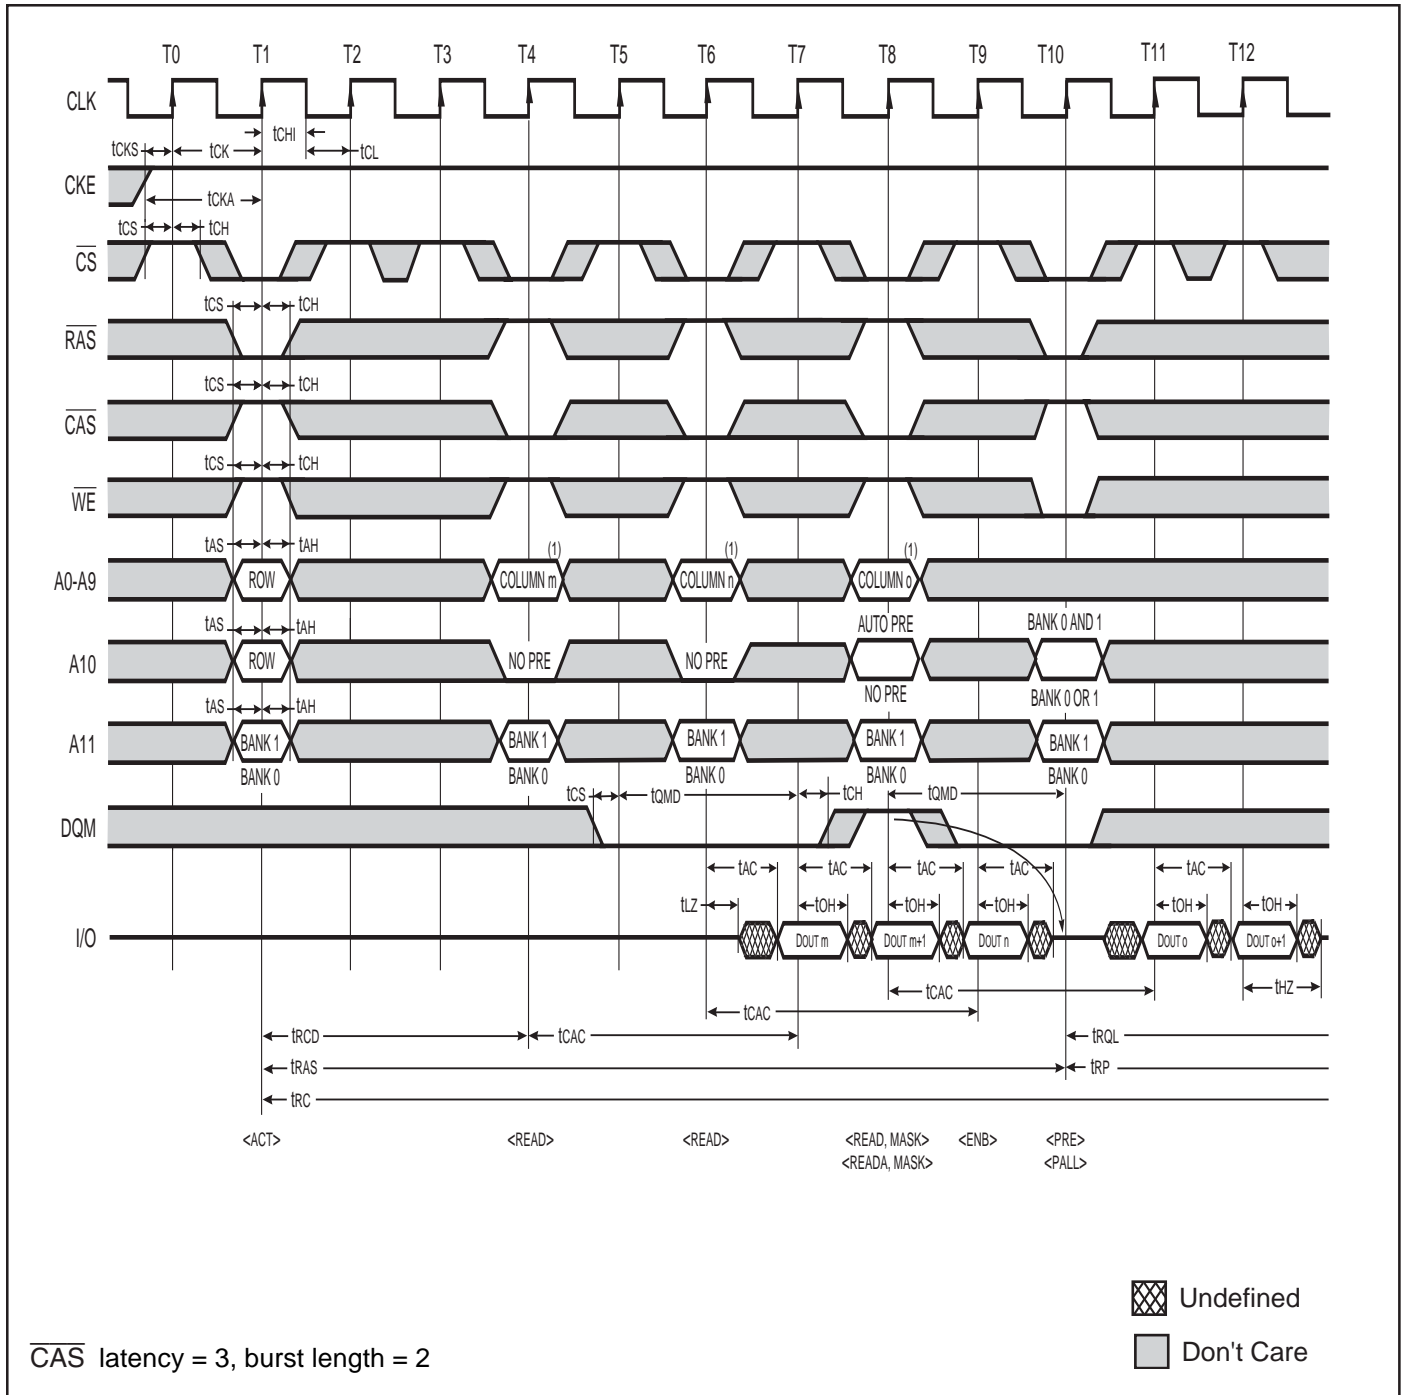 T0 T1 T2 T3 T4 T5 T6 T7 T8 T9 T10 T11 T12
CLK
tCHI
tCKS tCK tCL
CKE
tCKA
tCS tCH
CS
tCS tCH
RAS
tCS tCH
CAS
tCS tCH
WE
tAS tAH (1) (1) (1)
A0-A9 ROW COLUMN m COLUMN n COLUMN o
tAS tAH AUTO PRE BANK 0 AND 1
A10 ROW NO PRE NO PRE
NO PRE BANK 0 OR 1
tAS tAH
A11 BANK 1 BANK 1 BANK 1 BANK 1 BANK 1
BANK 0 BANK 0 BANK 0 BANK 0 BANK 0
tCS tQMD tCH tQMD
DQM
tAC tAC tAC tAC tAC
tLZ tOH tOH tOH tOH tOH
I/O DOUT m DOUT m+1 DOUT n DOUT o DOUT o+1
tCAC tHZ
tCAC
tRCD tCAC tRQL
tRAS tRP
tRC
<ACT> <READ> <READ> <READ, MASK> <ENB> <PRE>
<READA, MASK> <PALL>
Undefined
Don't Care
CAS latency = 3, burst length = 2